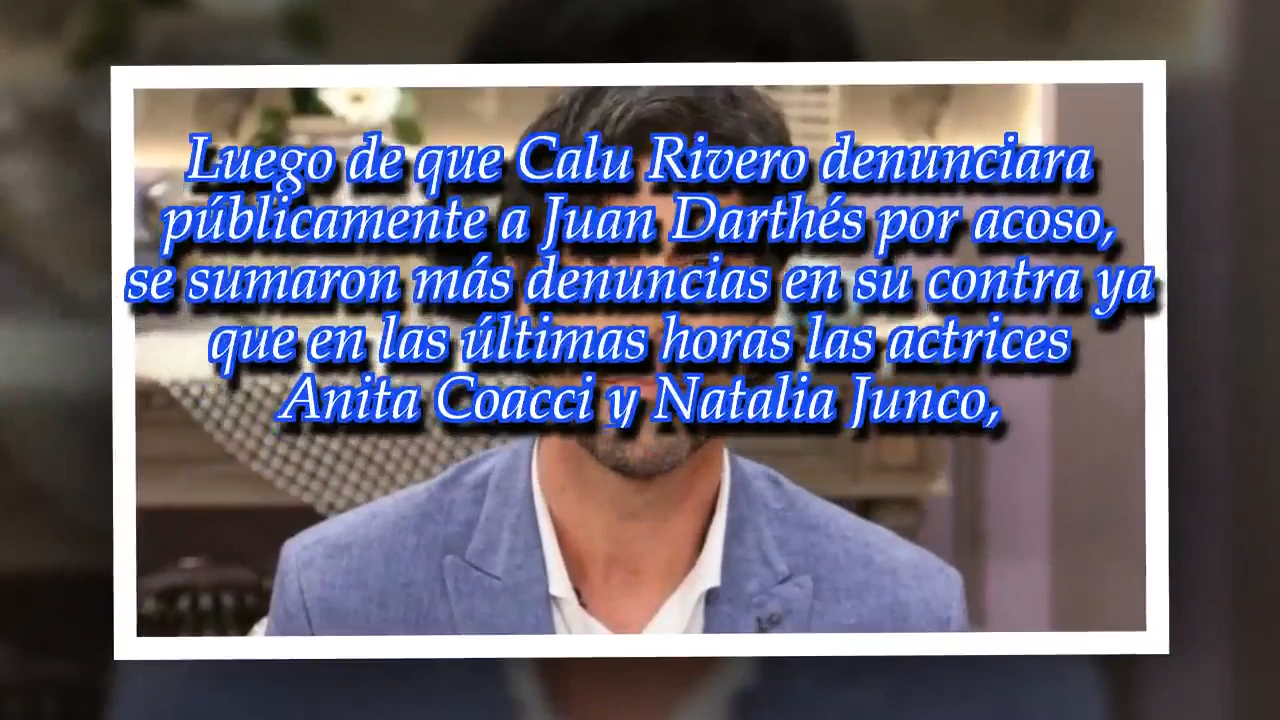 Luego de que Calu Rivero denunciara
públicamente a Juan Darthés por acoso,
se sumaron más denuncias en su contra ya
que en las últimas horas las actrices
Anita Coacci y Natalia Junco,